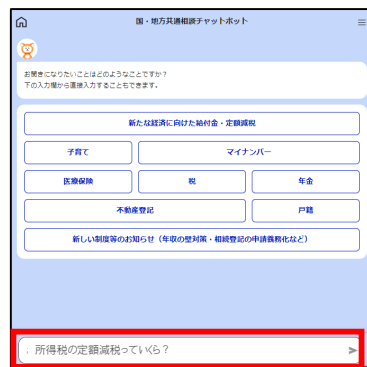 国・地方共通相談チャットボット
お聞きになりたいことはどのようなことですか？
下の入力欄から直接入力することもできます。
新たな経済に向けた給付金・定額減税
子育て
マイナンバー
医療保険
税
年金
不動産登記
戸籍
新しい制度等のお知らせ（年収の壁対策・相続登記の申請義務化など）
所得税の定額減税っていくら？